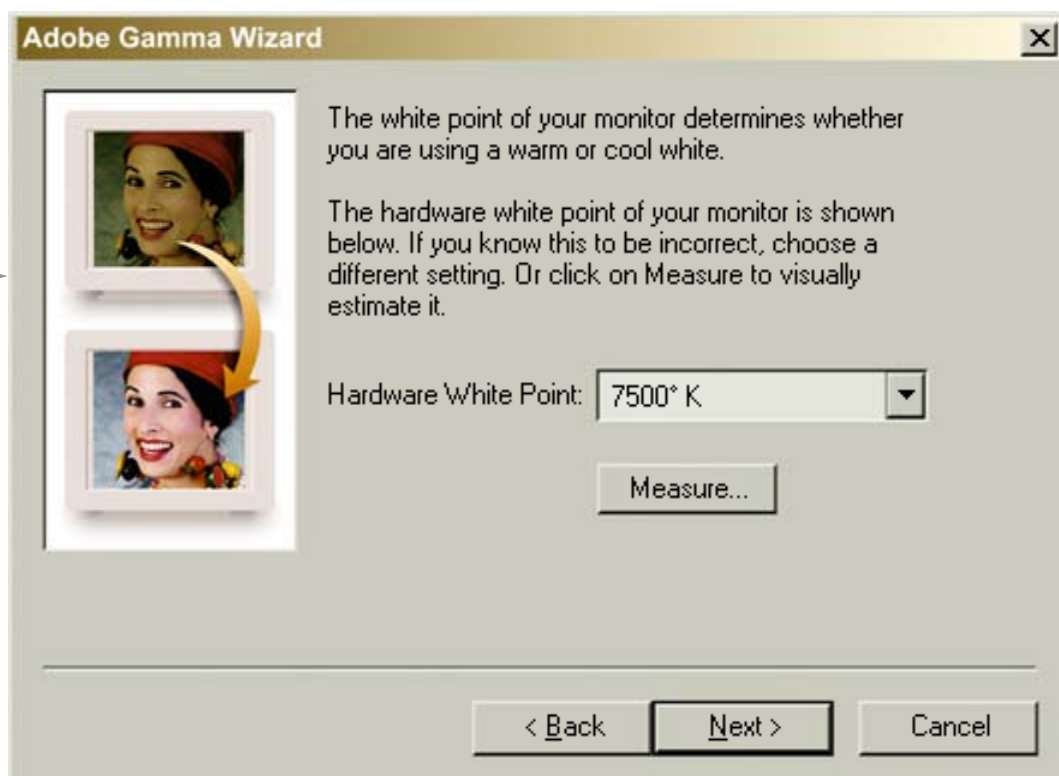 Adobe Gamma Wizard
The white point of your monitor determines whether
you are using a warm or cool white.
The hardware white point of your monitor is shown
below. If you know this to be incorrect, choose a
different setting. Or click on Measure to visually
estimate it.
Hardware White Point: 7500° K
Measure...
< Back Next > Cancel